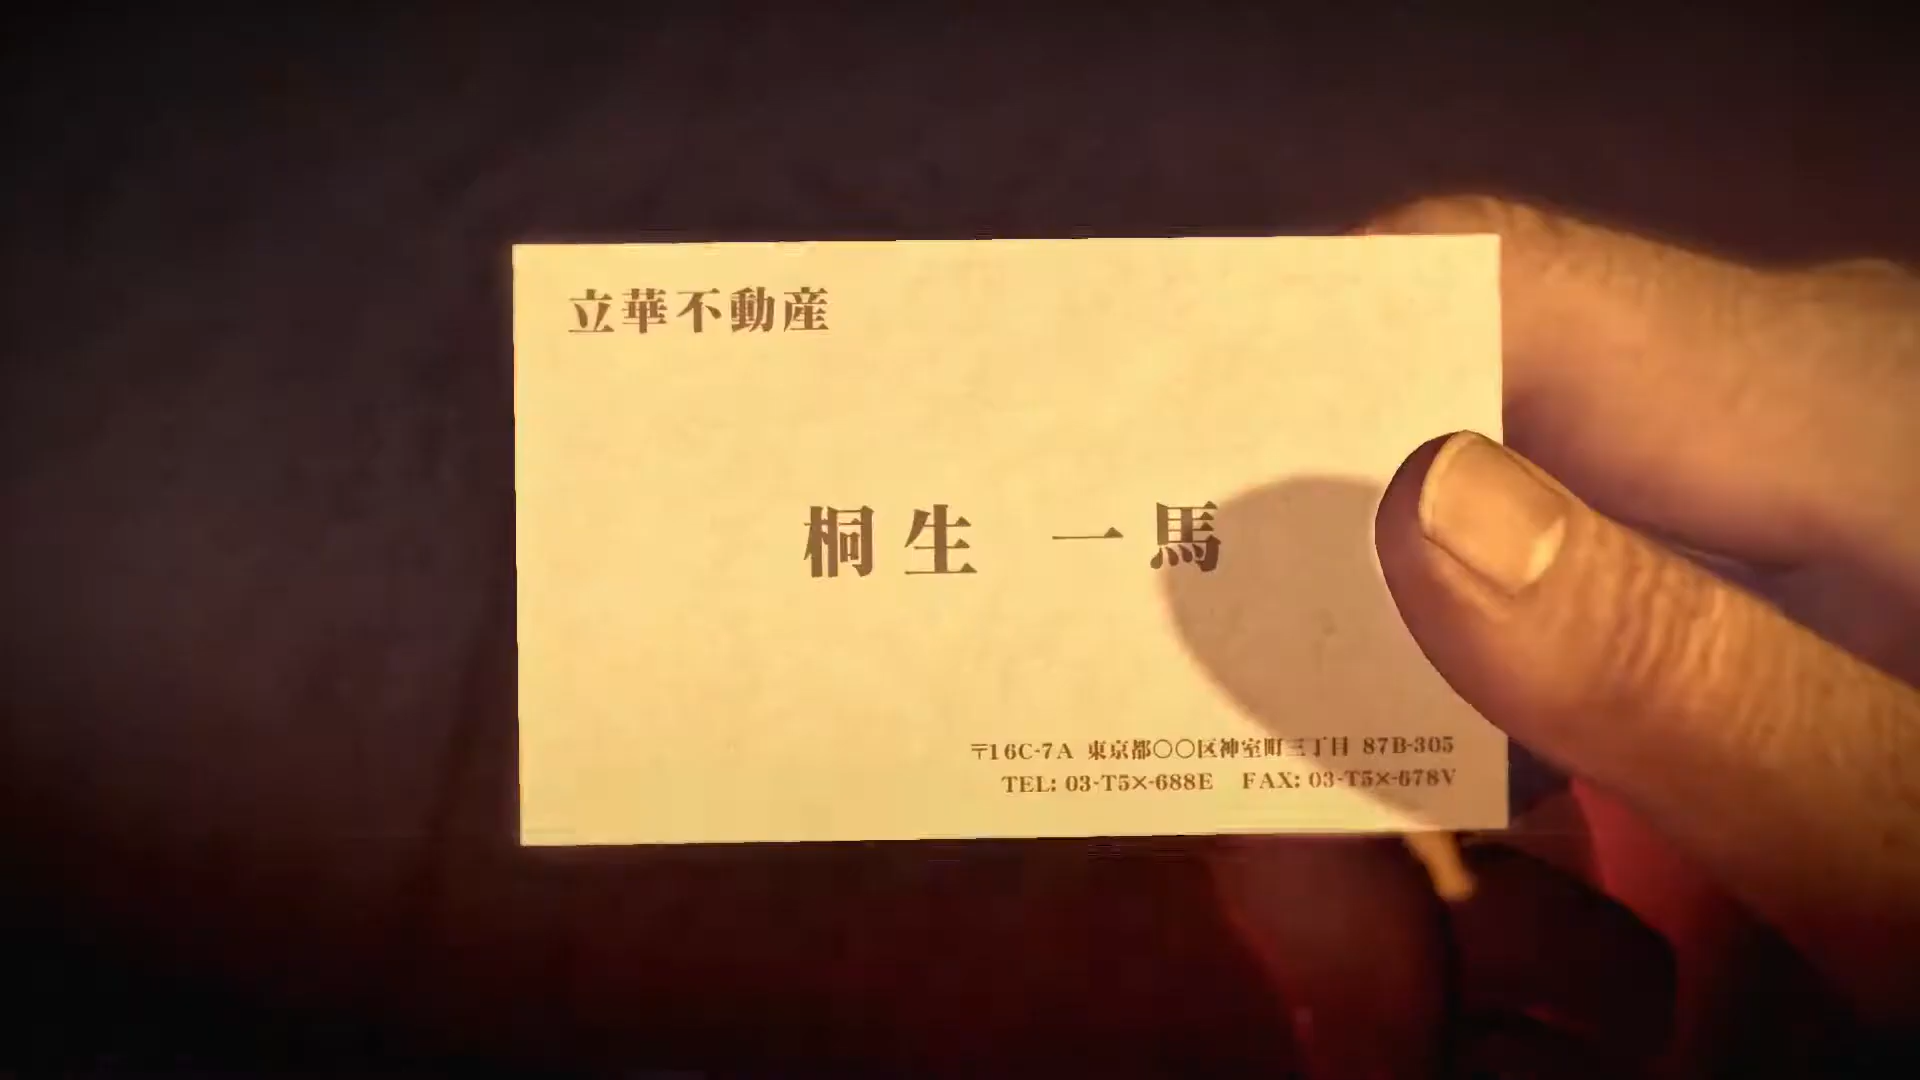 立華不動産
桐生 一馬
〒16C-7A 東京都〇〇区神室町三丁目 87B-305
TEL: 03-T5×-688E FAX: 03-T5×-678V